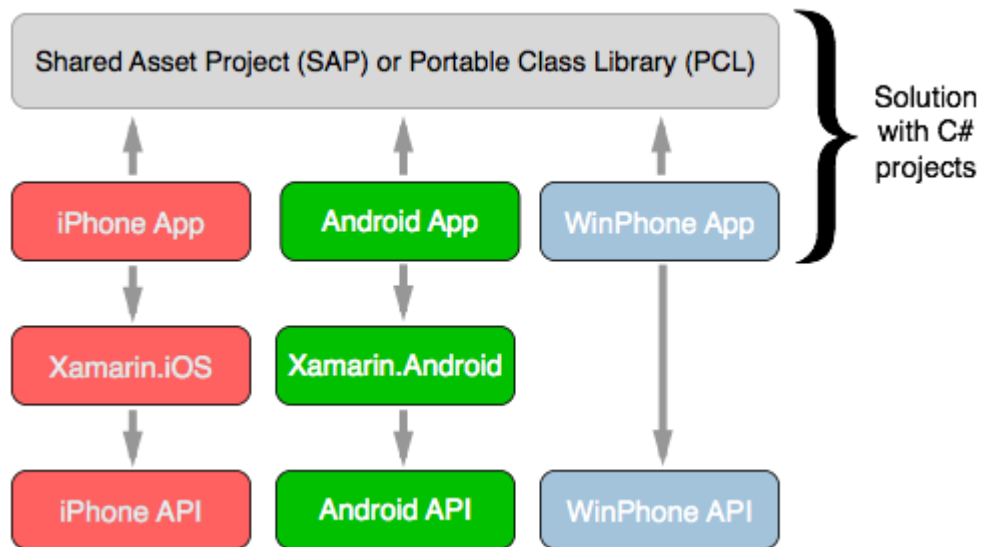 Shared Asset Project (SAP) or Portable Class Library (PCL)
Solution
with C#
projects
iPhone App
Android App
WinPhone App
Xamarin.iOS
Xamarin.Android
iPhone API
Android API
WinPhone API